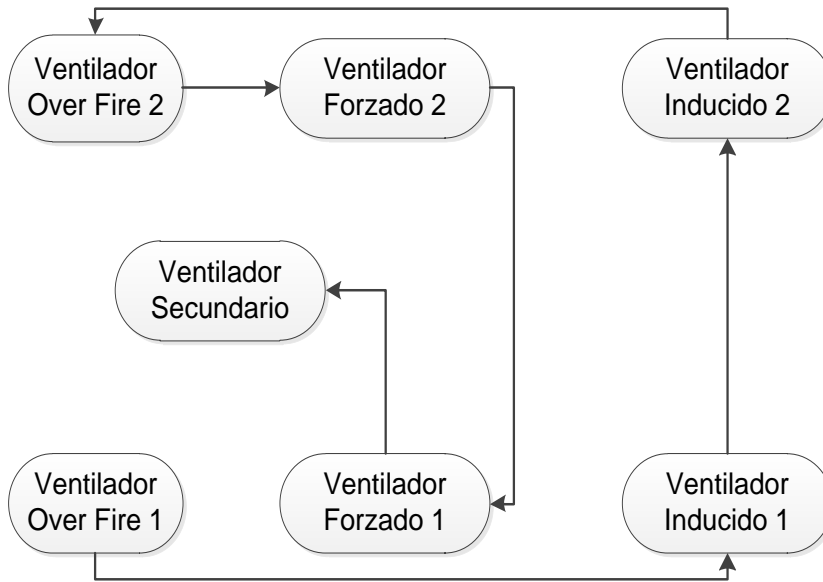 Ventilador
Over Fire 2
Ventilador
Forzado 2
Ventilador
Inducido 2
Ventilador
Secundario
Ventilador
Over Fire 1
Ventilador
Forzado 1
Ventilador
Inducido 1